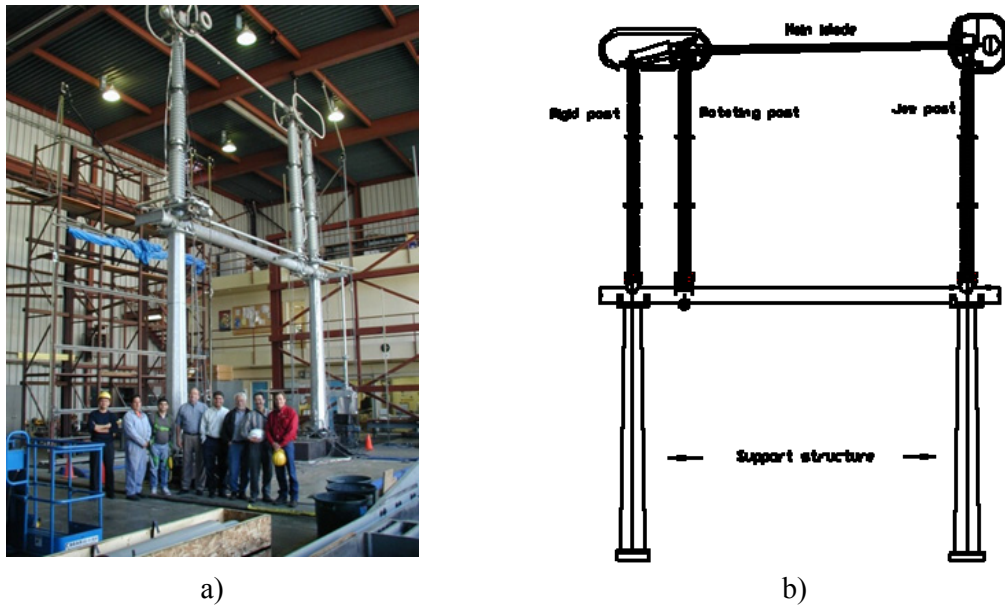 Main blade
Rigid post
Rotating post
Jaw post
Support structure
a)
b)